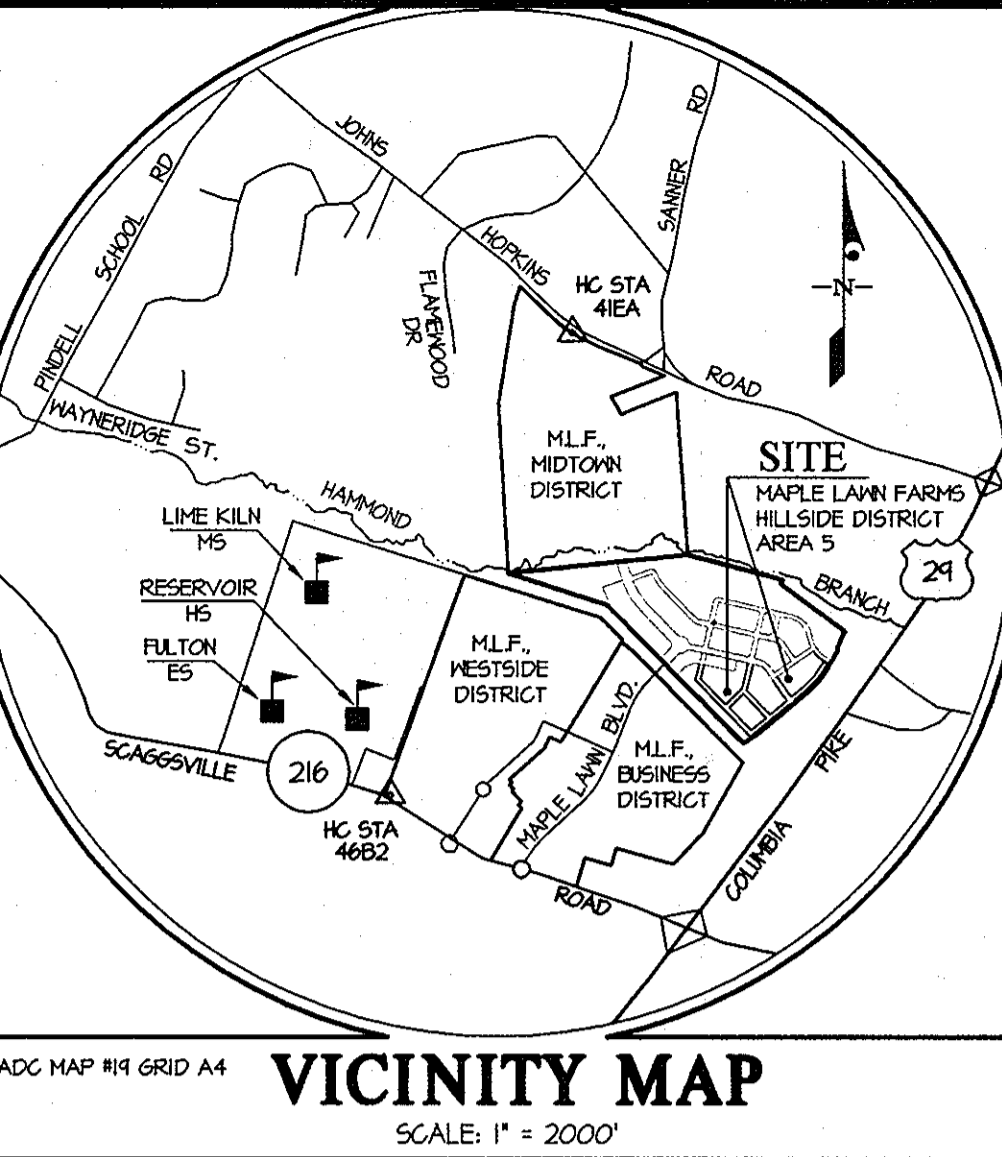 JOHNS
HOPKINS
ROAD
SANNER RD
PINDELL SCHOOL RD
FLAMEWOOD
DR
HC STA
41EA
-N-
WAYNERIDGE ST.
M.L.F.,
MIDTOWN
DISTRICT
SITE
MAPLE LAWN FARMS
HILLSIDE DISTRICT
AREA 5
HAMMOND
BRANCH
29
LIME KILN
MS
RESERVOIR
HS
FULTON
ES
M.L.F.,
WESTSIDE
DISTRICT
MAPLE LAWN BLVD.
M.L.F.,
BUSINESS
DISTRICT
SCAGGSVILLE
216
ROAD
HC STA
46B2
COLUMBIA PIKE
ADC MAP #19 GRID A4
VICINITY MAP
SCALE: 1" = 2000'